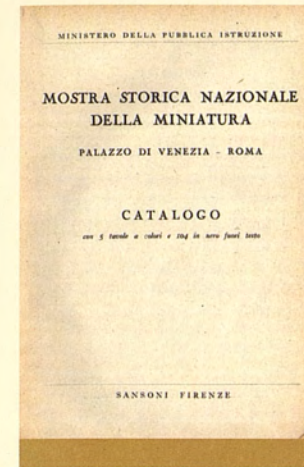 MINISTERO DELLA PUBBLICA ISTRUZIONE
MOSTRA STORICA NAZIONALE
DELLA MINIATURA
PALAZZO DI VENEZIA - ROMA
CATALOGO
con 5 tavole a colori e 104 in nero fuori testo
SANSONI FIRENZE